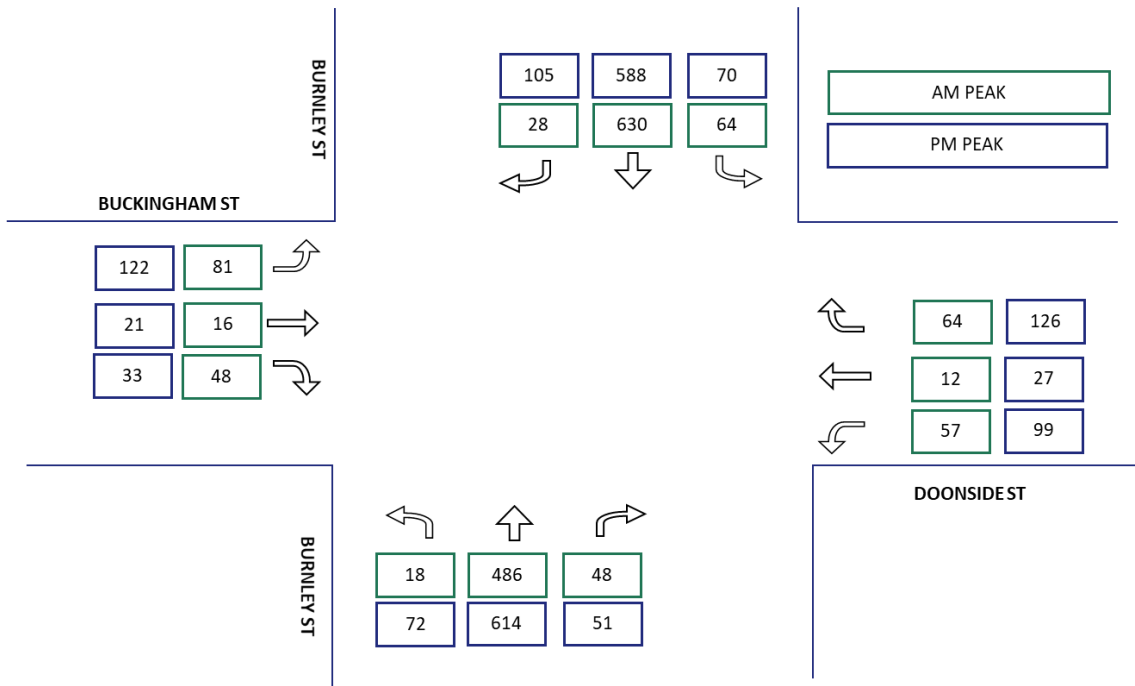 BURNLEY ST
105 588 70
28 630 64
AM PEAK
PM PEAK
BUCKINGHAM ST
122 81
21 16
33 48
64 126
12 27
57 99
DOONSIDE ST
BURNLEY ST
18 486 48
72 614 51